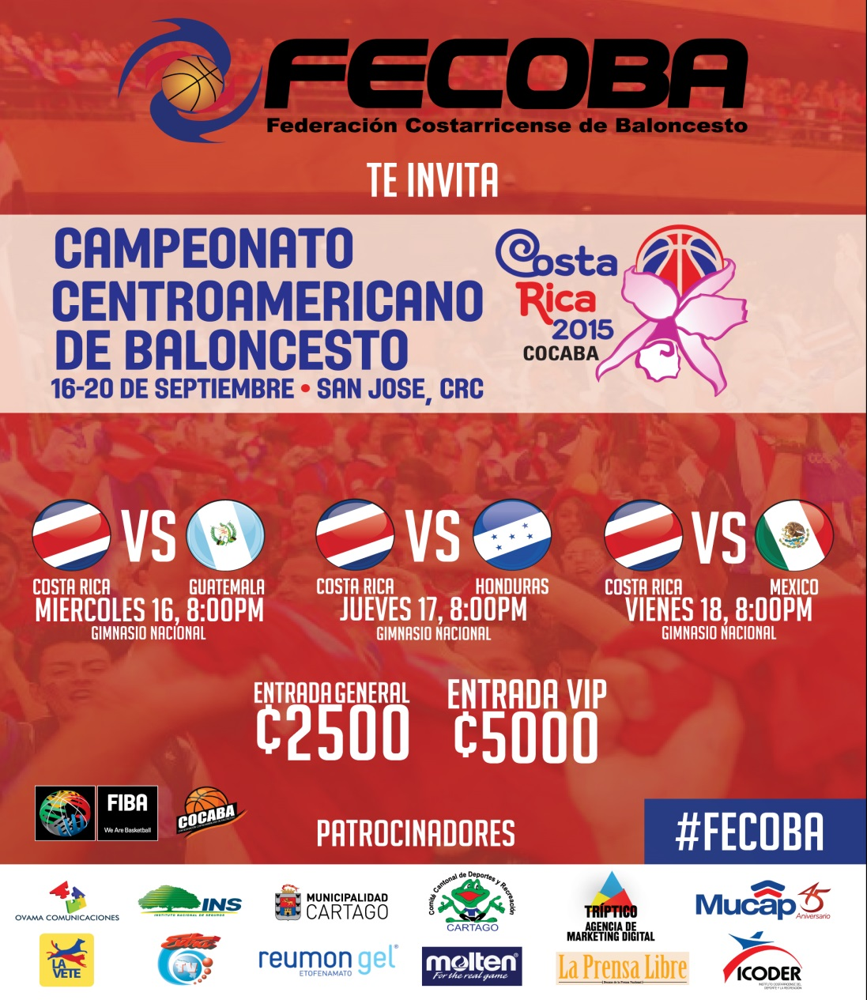 FECOBA
Federación Costarricense de Baloncesto
TE INVITA
CAMPEONATO
CENTROAMERICANO
DE BALONCESTO
16-20 DE SEPTIEMBRE • SAN JOSE, CRC
Costa
Rica
2015
COCABA
VS
COSTA RICA GUATEMALA
MIERCOLES 16, 8:00PM
GIMNASIO NACIONAL
VS
COSTA RICA HONDURAS
JUEVES 17, 8:00PM
GIMNASIO NACIONAL
VS
COSTA RICA MEXICO
VIENES 18, 8:00PM
GIMNASIO NACIONAL
ENTRADA GENERAL
¢2500
ENTRADA VIP
¢5000
FIBA
We Are Basketball
COCABA
PATROCINADORES
#FECOBA
OVAMA COMUNICACIONES
INS
INSTITUTO NACIONAL DE SEGUROS
MUNICIPALIDAD
CARTAGO
Comité Cantonal de Deportes y Recreación
CARTAGO
TRÍPTICO
AGENCIA DE
MARKETING DIGITAL
Mucap 45
Aniversario
LA
VETE
Extra
TV
reumon gel®
ETOFENAMATO
molten®
For the real game
La Prensa Libre
ICODER
INSTITUTO COSTARRICENSE DEL
DEPORTE Y LA RECREACIÓN